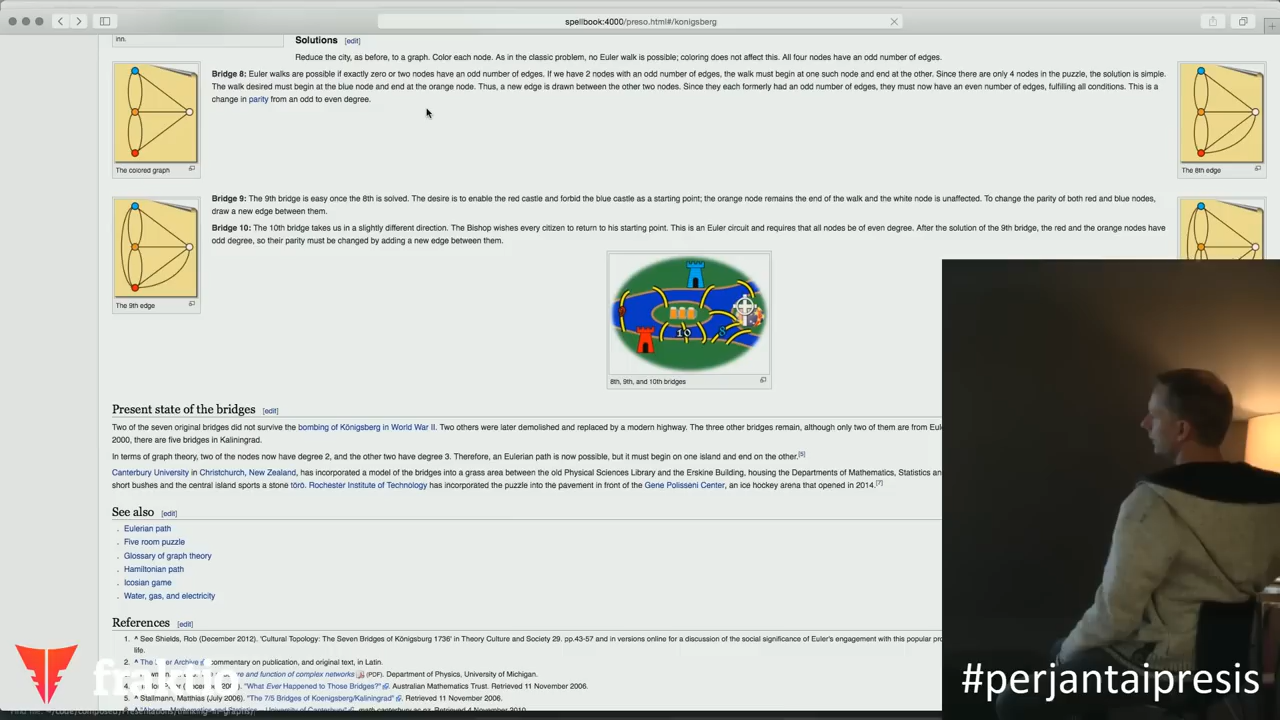 spellbook:4000/preso.html#/konigsberg
inn.
Solutions [edit]
Reduce the city, as before, to a graph. Color each node. As in the classic problem, no Euler walk is possible; coloring does not affect this. All four nodes have an odd number of edges.
Bridge 8: Euler walks are possible if exactly zero or two nodes have an odd number of edges. If we have 2 nodes with an odd number of edges, the walk must begin at one such node and end at the other. Since there are only 4 nodes in the puzzle, the solution is simple.
The walk desired must begin at the blue node and end at the orange node. Thus, a new edge is drawn between the other two nodes. Since they each formerly had an odd number of edges, they must now have an even number of edges, fulfilling all conditions. This is a
change in parity from an odd to even degree.
The colored graph
The 8th edge
Bridge 9: The 9th bridge is easy once the 8th is solved. The desire is to enable the red castle and forbid the blue castle as a starting point; the orange node remains the end of the walk and the white node is unaffected. To change the parity of both red and blue nodes,
draw a new edge between them.
Bridge 10: The 10th bridge takes us in a slightly different direction. The Bishop wishes every citizen to return to his starting point. This is an Euler circuit and requires that all nodes be of even degree. After the solution of the 9th bridge, the red and the orange nodes have
odd degree, so their parity must be changed by adding a new edge between them.
The 9th edge
10
8th, 9th, and 10th bridges
Present state of the bridges [edit]
Two of the seven original bridges did not survive the bombing of Königsberg in World War II. Two others were later demolished and replaced by a modern highway. The three other bridges remain, although only two of them are from Eul
2000, there are five bridges in Kaliningrad.
In terms of graph theory, two of the nodes now have degree 2, and the other two have degree 3. Therefore, an Eulerian path is now possible, but it must begin on one island and end on the other.[5]
Canterbury University in Christchurch, New Zealand, has incorporated a model of the bridges into a grass area between the old Physical Sciences Library and the Erskine Building, housing the Departments of Mathematics, Statistics an
short bushes and the central island sports a stone tōrō. Rochester Institute of Technology has incorporated the puzzle into the pavement in front of the Gene Polisseni Center, an ice hockey arena that opened in 2014.[7]
See also [edit]
Eulerian path
Five room puzzle
Glossary of graph theory
Hamiltonian path
Icosian game
Water, gas, and electricity
References [edit]
1. ^ See Shields, Rob (December 2012). 'Cultural Topology: The Seven Bridges of Königsburg 1736' in Theory Culture and Society 29. pp.43-57 and in versions online for a discussion of the social significance of Euler's engagement with this popular pro
life.
2. ^ The Archive commentary on publication, and original text, in Latin.
and function of complex networks (PDF). Department of Physics, University of Michigan.
"What Ever Happened to Those Bridges?". Australian Mathematics Trust. Retrieved 11 November 2006.
5. ^ Stallmann, Matthias (July 2006). "The 7/5 Bridges of Koenigsberg/Kaliningrad". Retrieved 11 November 2006.
#perjantaipresis